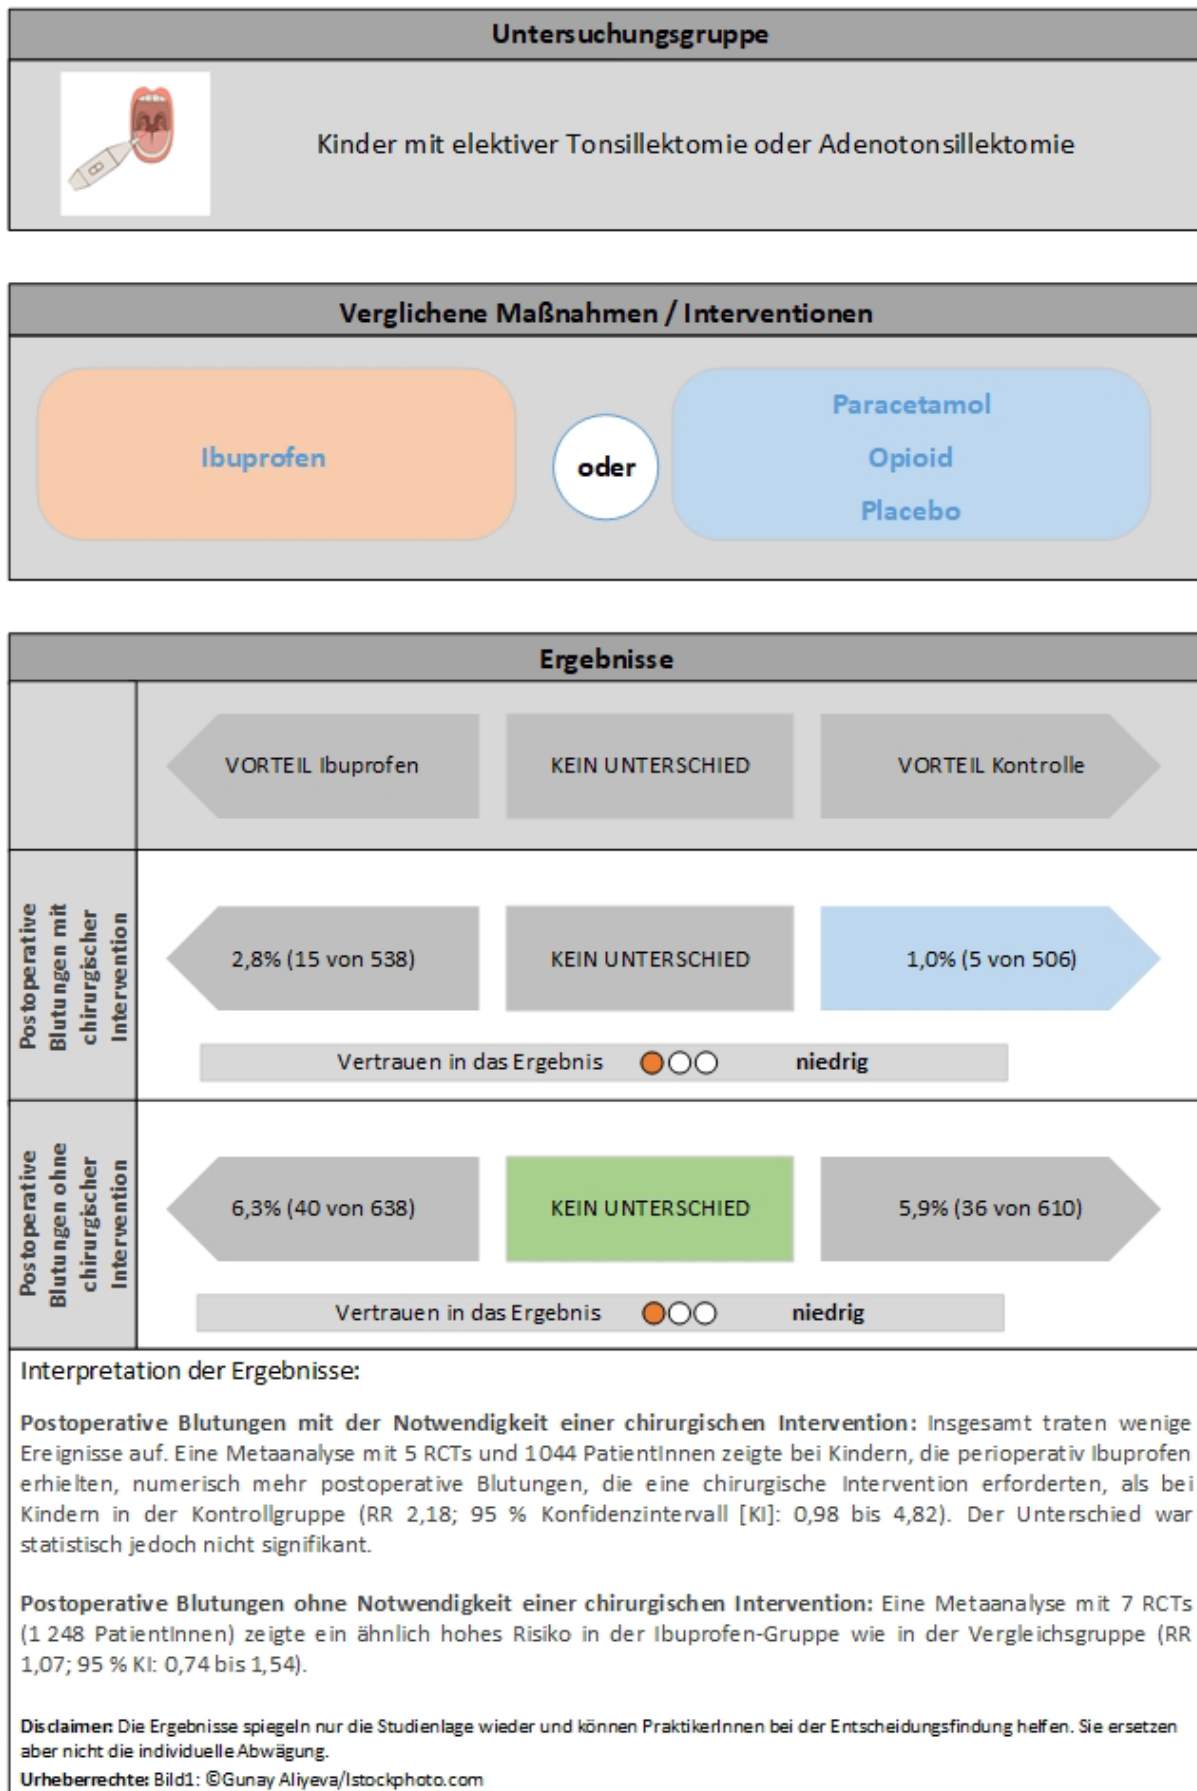 Untersuchungsgruppe
Kinder mit elektiver Tonsillektomie oder Adenotonsillektomie
Verglichene Maßnahmen / Interventionen
Ibuprofen
oder
Paracetamol
Opioid
Placebo
Ergebnisse
VORTEIL Ibuprofen
KEIN UNTERSCHIED
VORTEIL Kontrolle
Postoperative
Blutungen mit
chirurgischer
Intervention
2,8% (15 von 538)
KEIN UNTERSCHIED
1,0% (5 von 506)
Vertrauen in das Ergebnis
niedrig
Postoperative
Blutungen ohne
chirurgischer
Intervention
6,3% (40 von 638)
KEIN UNTERSCHIED
5,9% (36 von 610)
Vertrauen in das Ergebnis
niedrig
Interpretation der Ergebnisse:
Postoperative Blutungen mit der Notwendigkeit einer chirurgischen Intervention: Insgesamt traten wenige
Ereignisse auf. Eine Metaanalyse mit 5 RCTs und 1044 PatientInnen zeigte bei Kindern, die perioperativ Ibuprofen
erhielten, numerisch mehr postoperative Blutungen, die eine chirurgische Intervention erforderten, als bei
Kindern in der Kontrollgruppe (RR 2,18; 95 % Konfidenzintervall [KI]: 0,98 bis 4,82). Der Unterschied war
statistisch jedoch nicht signifikant.
Postoperative Blutungen ohne Notwendigkeit einer chirurgischen Intervention: Eine Metaanalyse mit 7 RCTs
(1 248 PatientInnen) zeigte ein ähnlich hohes Risiko in der Ibuprofen-Gruppe wie in der Vergleichsgruppe (RR
1,07; 95 % KI: 0,74 bis 1,54).
Disclaimer: Die Ergebnisse spiegeln nur die Studienlage wieder und können PraktikerInnen bei der Entscheidungsfindung helfen. Sie ersetzen
aber nicht die individuelle Abwägung.
Urheberrechte: Bild1: ©Gunay Aliyeva/Istockphoto.com